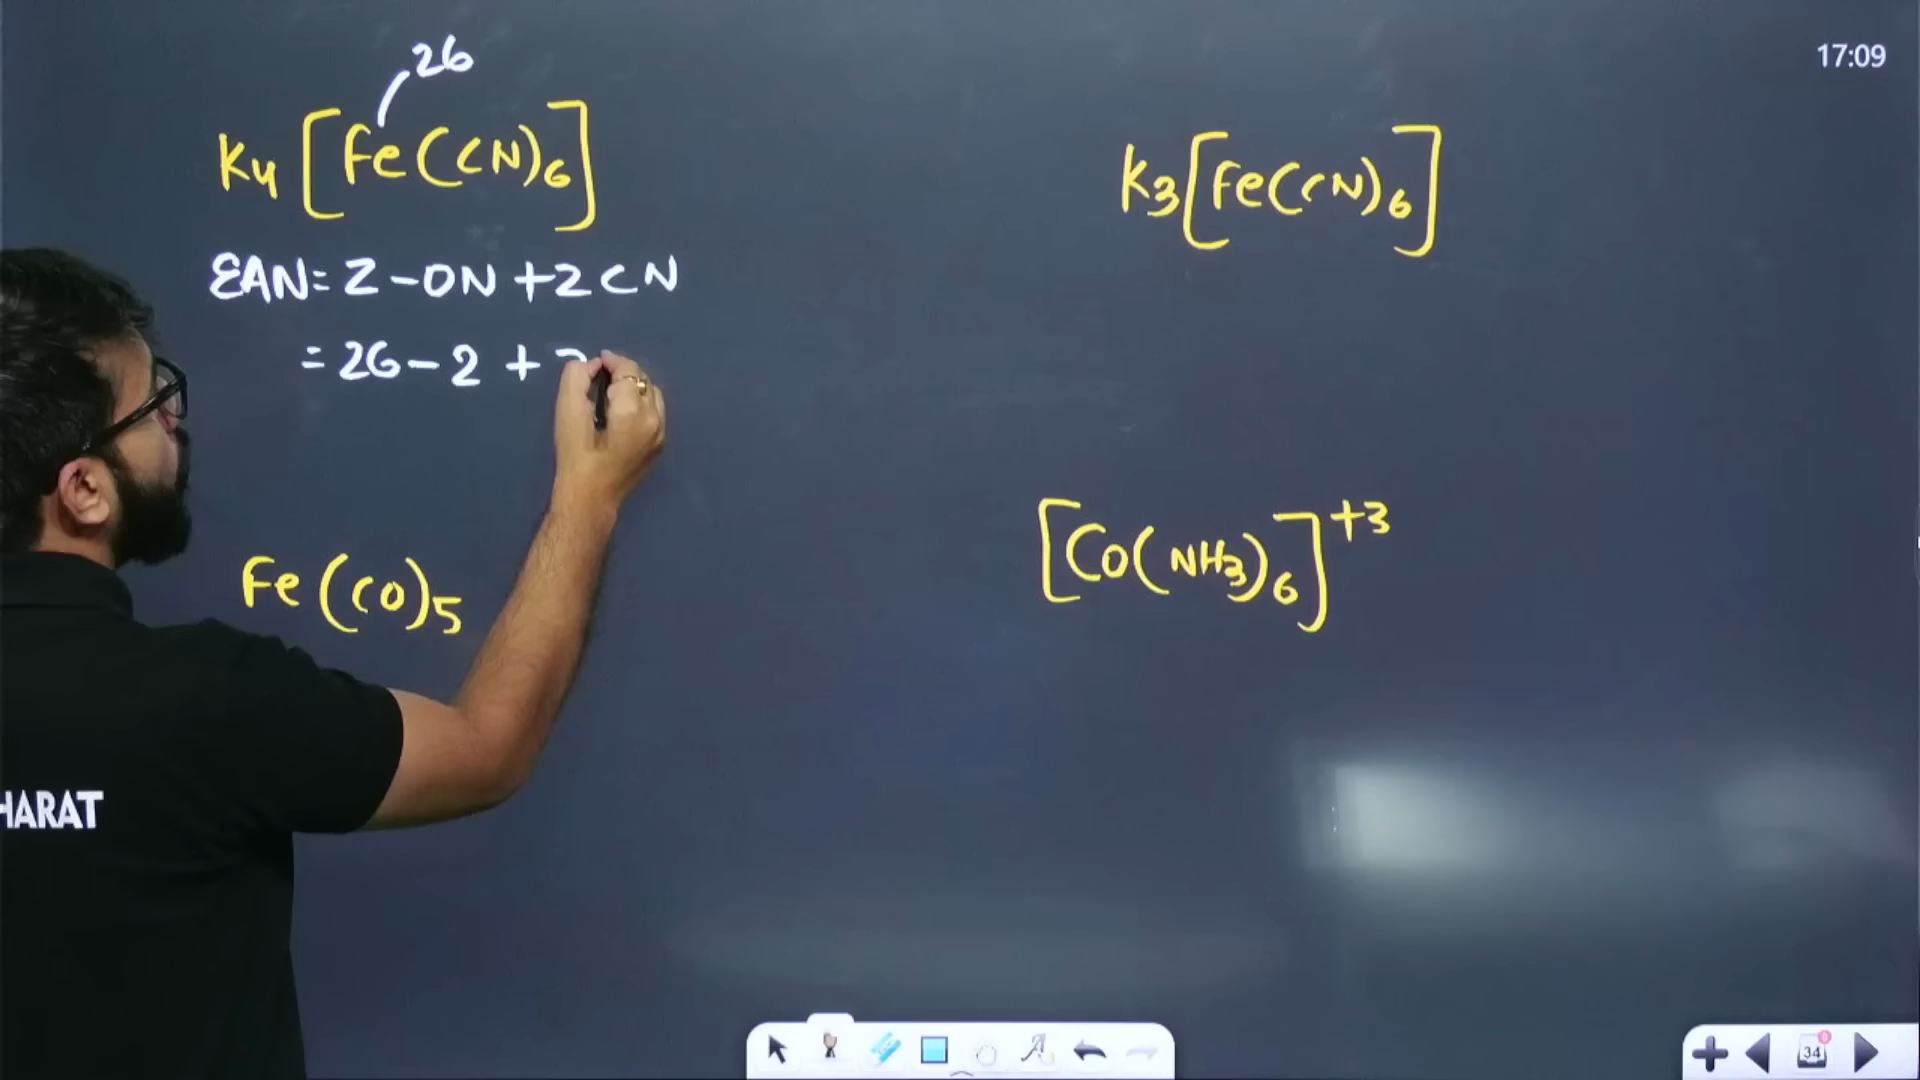 17:09
26
K4[Fe(CN)6]
K3[Fe(CN)6]
EAN=Z-ON+2CN
=26-2+2
[Co(NH3)6]+3
Fe(CO)5
HARAT
34